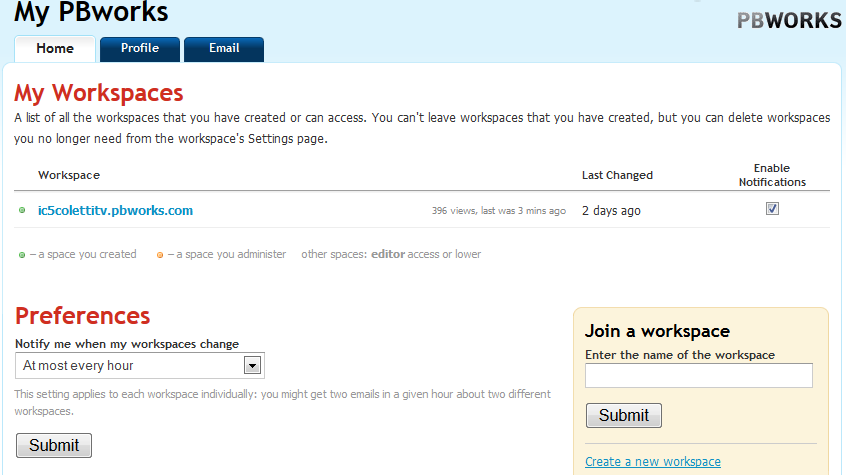 My PBworks
PBWORKS
Home
Profile
Email
My Workspaces
A list of all the workspaces that you have created or can access. You can't leave workspaces that you have created, but you can delete workspaces
you no longer need from the workspace's Settings page.
Workspace
Last Changed
Enable
Notifications
ic5colettitv.pbworks.com
396 views, last was 3 mins ago
2 days ago
– a space you created
– a space you administer
other spaces: editor access or lower
Preferences
Notify me when my workspaces change
At most every hour
This setting applies to each workspace individually: you might get two emails in a given hour about two different
workspaces.
Submit
Join a workspace
Enter the name of the workspace
Submit
Create a new workspace